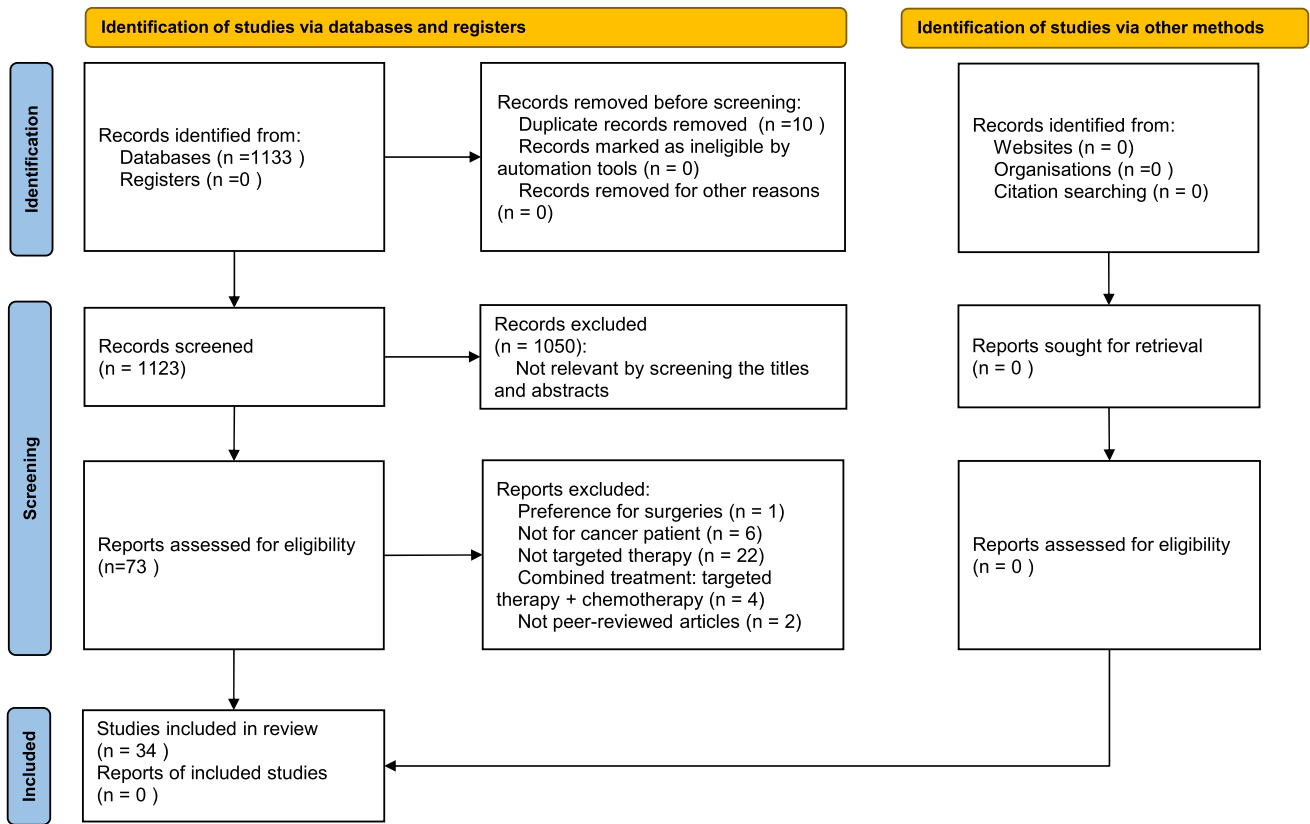 Identification of studies via databases and registers
Identification of studies via other methods
Identification
Records identified from:
Databases (n =1133 )
Registers (n =0 )
Records removed before screening:
Duplicate records removed  (n =10 )
Records marked as ineligible by
automation tools (n = 0)
Records removed for other reasons
(n = 0)
Records identified from:
Websites (n = 0)
Organisations (n =0 )
Citation searching (n = 0)
Screening
Records screened
(n = 1123)
Records excluded
(n = 1050):
Not relevant by screening the titles
and abstracts
Reports sought for retrieval
(n = 0 )
Reports assessed for eligibility
(n=73 )
Reports excluded:
Preference for surgeries (n = 1)
Not for cancer patient (n = 6)
Not targeted therapy (n = 22)
Combined treatment: targeted
therapy + chemotherapy (n = 4)
Not peer-reviewed articles (n = 2)
Reports assessed for eligibility
(n = 0 )
Included
Studies included in review
(n = 34 )
Reports of included studies
(n = 0 )